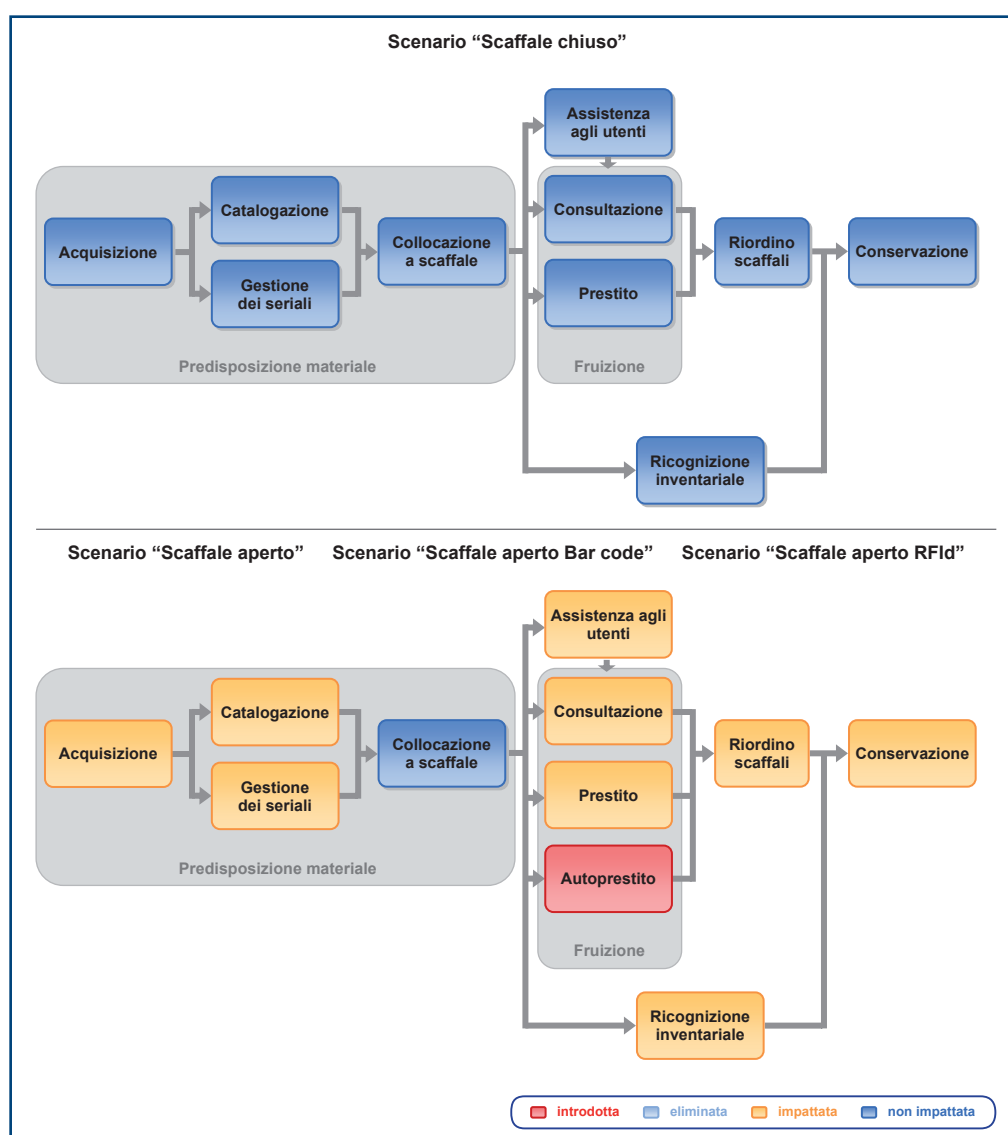 Scenario “Scaffale chiuso”
Assistenza
agli utenti
Catalogazione
Consultazione
Acquisizione
Collocazione
a scaffale
Riordino
scaffali
Conservazione
Gestione
dei seriali
Prestito
Predisposizione materiale
Fruizione
Ricognizione
inventariale
Scenario “Scaffale aperto”
Scenario “Scaffale aperto Bar code”
Scenario “Scaffale aperto RFId”
Assistenza agli
utenti
Catalogazione
Consultazione
Acquisizione
Collocazione
a scaffale
Riordino
scaffali
Conservazione
Gestione
dei seriali
Prestito
Predisposizione materiale
Autoprestito
Fruizione
Ricognizione
inventariale
introdotta
eliminata
impattata
non impattata